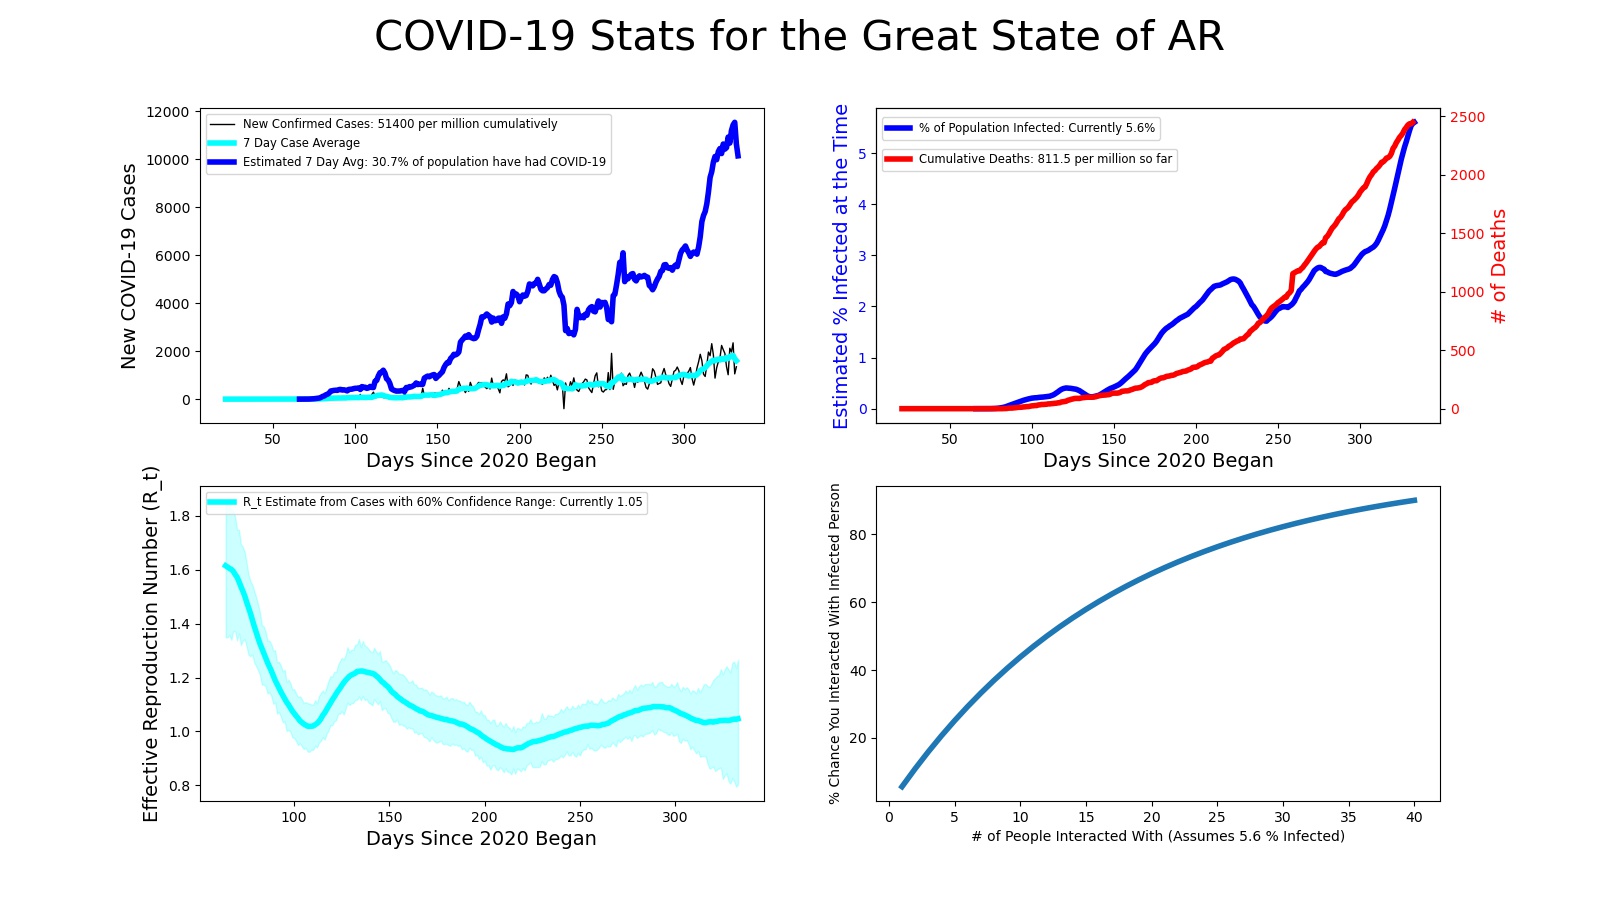 COVID-19 Stats for the Great State of AR
New COVID-19 Cases
12000
10000
8000
6000
4000
2000
0
New Confirmed Cases: 51400 per million cumulatively
7 Day Case Average
Estimated 7 Day Avg: 30.7% of population have had COVID-19
50 100 150 200 250 300
Days Since 2020 Began
Estimated % Infected at the Time
5
4
3
2
1
0
% of Population Infected: Currently 5.6%
Cumulative Deaths: 811.5 per million so far
2500
2000
1500
1000
500
0
# of Deaths
50 100 150 200 250 300
Days Since 2020 Began
Effective Reproduction Number (R_t)
1.8
1.6
1.4
1.2
1.0
0.8
R_t Estimate from Cases with 60% Confidence Range: Currently 1.05
100 150 200 250 300
Days Since 2020 Began
% Chance You Interacted With Infected Person
80
60
40
20
0 5 10 15 20 25 30 35 40
# of People Interacted With (Assumes 5.6 % Infected)